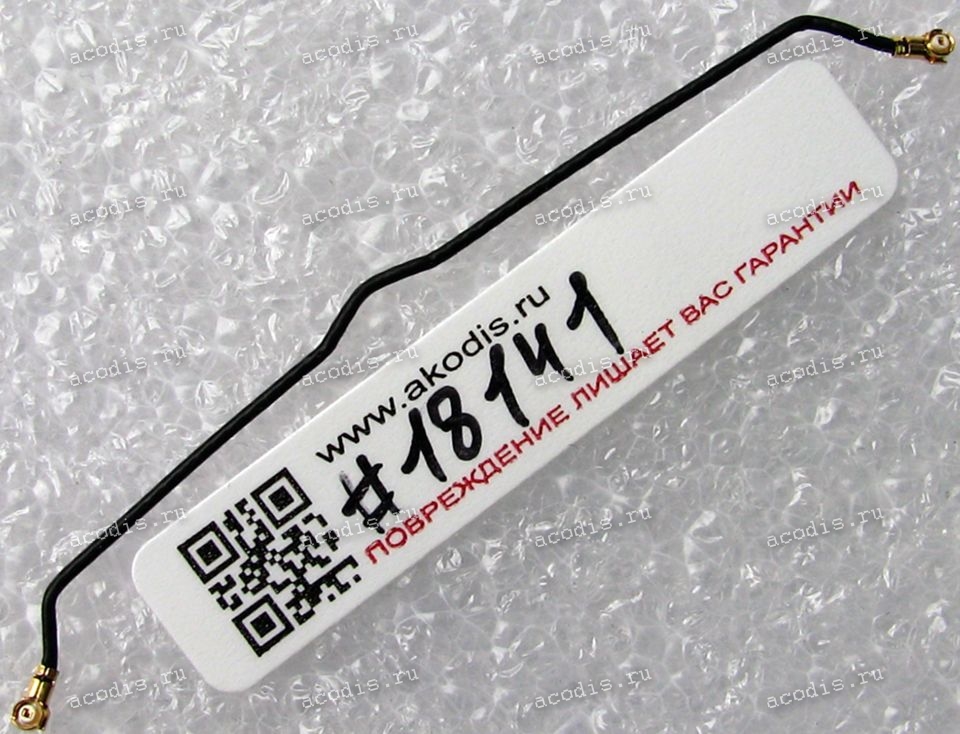 www.akodis.ru
#18141
ПОВРЕЖДЕНИЕ ЛИШАЕТ ВАС ГАРАНТИИ
acodis.ru